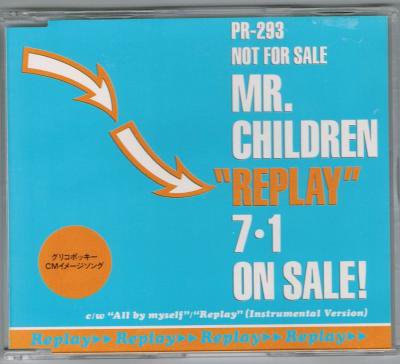 PR-293
NOT FOR SALE
MR.
CHILDREN
"REPLAY"
7・1
ON SALE!
グリコポッキー
CMイメージソング
c/w "All by myself"/"Replay" (Instrumental Version)
Replay▶▶ Replay▶▶ Replay▶▶ Replay▶▶